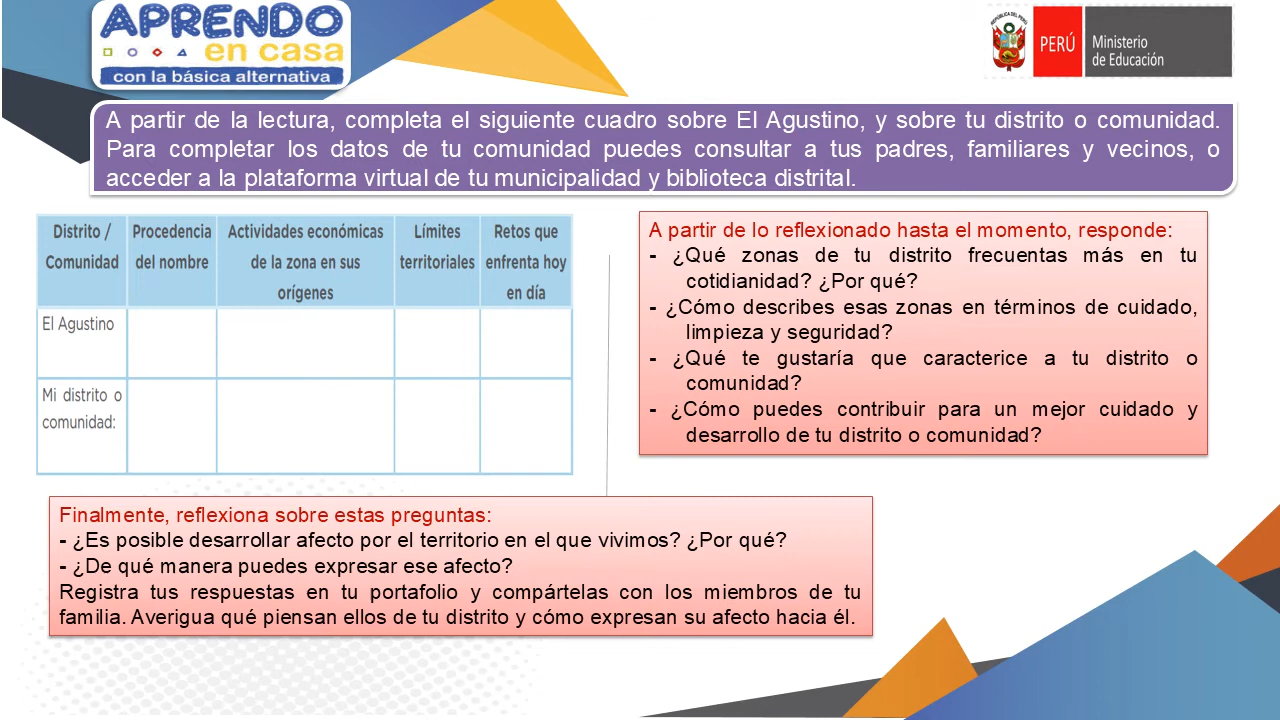 APRENDO
en casa
con la básica alternativa
REPÚBLICA DEL PERÚ
PERÚ
Ministerio
de Educación
A partir de la lectura, completa el siguiente cuadro sobre El Agustino, y sobre tu distrito o comunidad.
Para completar los datos de tu comunidad puedes consultar a tus padres, familiares y vecinos, o
acceder a la plataforma virtual de tu municipalidad y biblioteca distrital.
Distrito /
Comunidad
Procedencia
del nombre
Actividades económicas
de la zona en sus
orígenes
Límites
territoriales
Retos que
enfrenta hoy
en día
El Agustino
Mi distrito o
comunidad:
A partir de lo reflexionado hasta el momento, responde:
- ¿Qué zonas de tu distrito frecuentas más en tu
cotidianidad? ¿Por qué?
- ¿Cómo describes esas zonas en términos de cuidado,
limpieza y seguridad?
- ¿Qué te gustaría que caracterice a tu distrito o
comunidad?
- ¿Cómo puedes contribuir para un mejor cuidado y
desarrollo de tu distrito o comunidad?
Finalmente, reflexiona sobre estas preguntas:
- ¿Es posible desarrollar afecto por el territorio en el que vivimos? ¿Por qué?
- ¿De qué manera puedes expresar ese afecto?
Registra tus respuestas en tu portafolio y compártelas con los miembros de tu
familia. Averigua qué piensan ellos de tu distrito y cómo expresan su afecto hacia él.